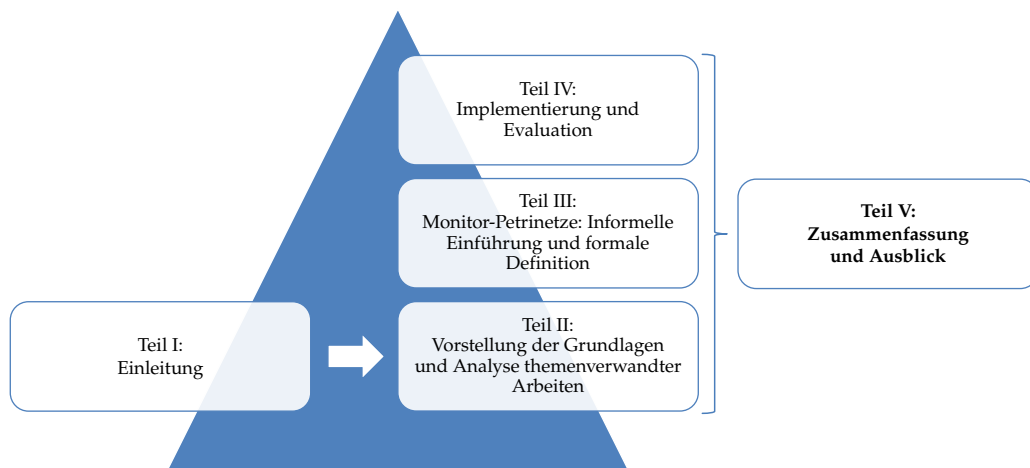 Teil IV:
Implementierung und
Evaluation
Teil III:
Monitor-Petrinetze: Informelle
Einführung und formale
Definition
Teil V:
Zusammenfassung
und Ausblick
Teil I:
Einleitung
Teil II:
Vorstellung der Grundlagen
und Analyse themenverwandter
Arbeiten